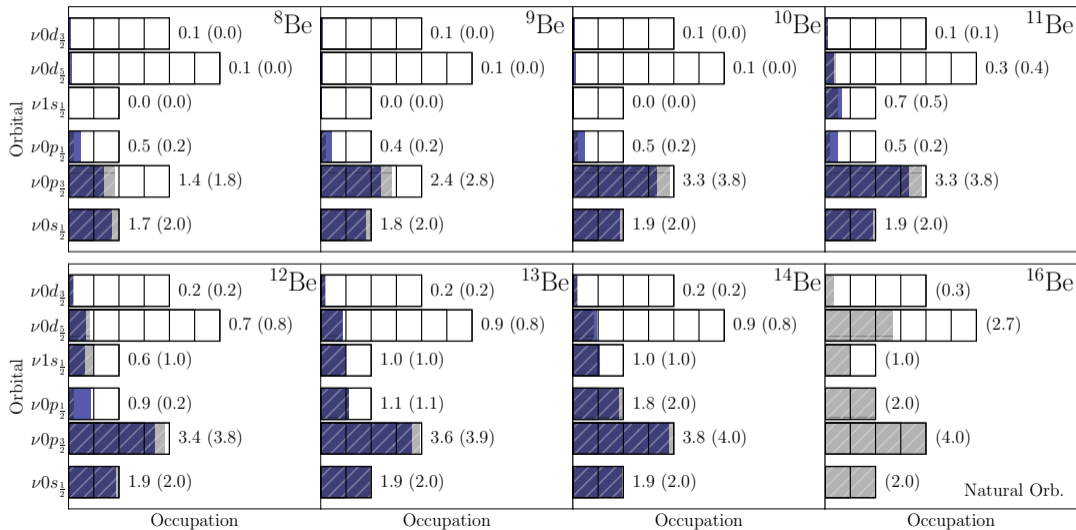 ⁸Be
ν0d₃⁄₂ 0.1 (0.0)
ν0d₅⁄₂ 0.1 (0.0)
ν1s₁⁄₂ 0.0 (0.0)
ν0p₁⁄₂ 0.5 (0.2)
ν0p₃⁄₂ 1.4 (1.8)
ν0s₁⁄₂ 1.7 (2.0)
Orbital
⁹Be
0.1 (0.0)
0.1 (0.0)
0.0 (0.0)
0.4 (0.2)
2.4 (2.8)
1.8 (2.0)
¹⁰Be
0.1 (0.0)
0.1 (0.0)
0.0 (0.0)
0.5 (0.2)
3.3 (3.8)
1.9 (2.0)
¹¹Be
0.1 (0.1)
0.3 (0.4)
0.7 (0.5)
0.5 (0.2)
3.3 (3.8)
1.9 (2.0)
¹²Be
ν0d₃⁄₂ 0.2 (0.2)
ν0d₅⁄₂ 0.7 (0.8)
ν1s₁⁄₂ 0.6 (1.0)
ν0p₁⁄₂ 0.9 (0.2)
ν0p₃⁄₂ 3.4 (3.8)
ν0s₁⁄₂ 1.9 (2.0)
Orbital
Occupation
¹³Be
0.2 (0.2)
0.9 (0.8)
1.0 (1.0)
1.1 (1.1)
3.6 (3.9)
1.9 (2.0)
Occupation
¹⁴Be
0.2 (0.2)
0.9 (0.8)
1.0 (1.0)
1.8 (2.0)
3.8 (4.0)
1.9 (2.0)
Occupation
¹⁶Be
(0.3)
(2.7)
(1.0)
(2.0)
(4.0)
(2.0)
Natural Orb.
Occupation